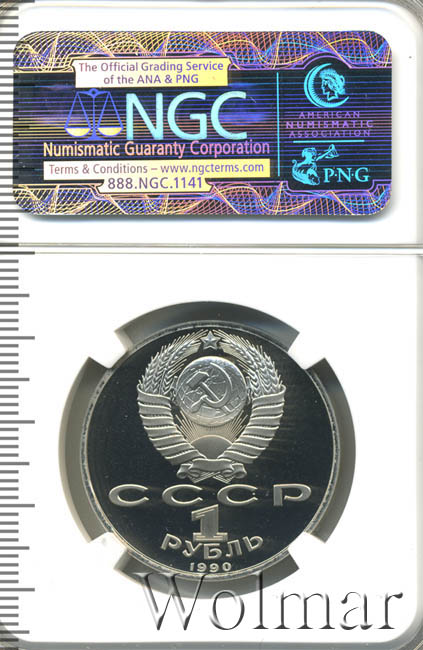 The Official Grading Service
of the ANA & PNG
NGC
Numismatic Guaranty Corporation
Terms & Conditions – www.ngcterms.com
888.NGC.1141
AMERICAN
NUMISMATIC
ASSOCIATION
PNG
СССР
1
РУБЛЬ
1990
Wolmar